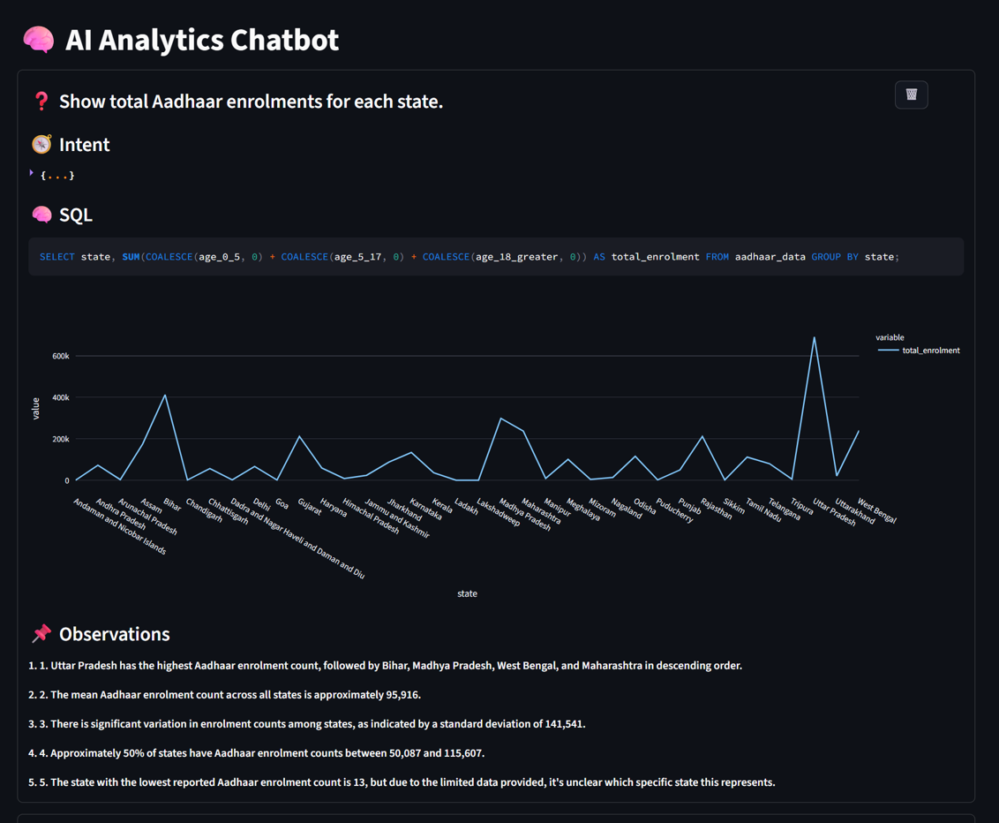 AI Analytics Chatbot
Show total Aadhaar enrolments for each state.
Intent
{...}
SQL
SELECT state, SUM(COALESCE(age_0_5, 0) + COALESCE(age_5_17, 0) + COALESCE(age_18_greater, 0)) AS total_enrolment FROM aadhaar_data GROUP BY state;
variable
total_enrolment
600k
400k
200k
0
value
Andaman and Nicobar Islands
Andhra Pradesh
Arunachal Pradesh
Assam
Bihar
Chandigarh
Chhattisgarh
Dadra and Nagar Haveli and Daman and Diu
Delhi
Goa
Gujarat
Haryana
Himachal Pradesh
Jammu and Kashmir
Jharkhand
Karnataka
Kerala
Ladakh
Lakshadweep
Madhya Pradesh
Maharashtra
Manipur
Meghalaya
Mizoram
Nagaland
Odisha
Puducherry
Punjab
Rajasthan
Sikkim
Tamil Nadu
Telangana
Tripura
Uttar Pradesh
Uttarakhand
West Bengal
state
Observations
1. 1. Uttar Pradesh has the highest Aadhaar enrolment count, followed by Bihar, Madhya Pradesh, West Bengal, and Maharashtra in descending order.
2. 2. The mean Aadhaar enrolment count across all states is approximately 95,916.
3. 3. There is significant variation in enrolment counts among states, as indicated by a standard deviation of 141,541.
4. 4. Approximately 50% of states have Aadhaar enrolment counts between 50,087 and 115,607.
5. 5. The state with the lowest reported Aadhaar enrolment count is 13, but due to the limited data provided, it's unclear which specific state this represents.